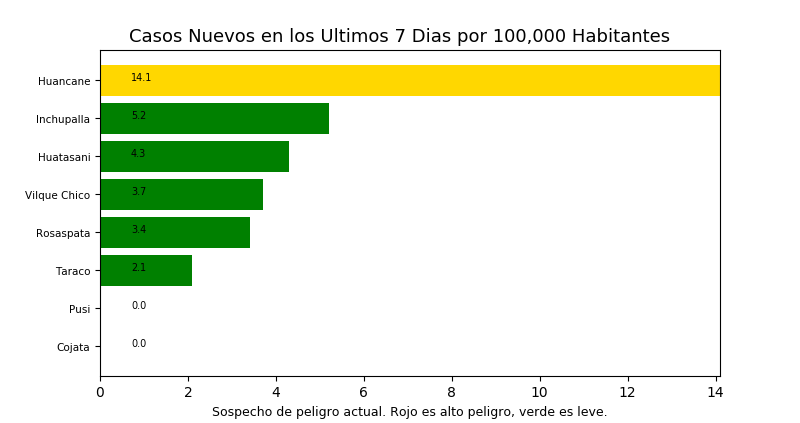 Casos Nuevos en los Ultimos 7 Dias por 100,000 Habitantes
Huancane 14.1
Inchupalla 5.2
Huatasani 4.3
Vilque Chico 3.7
Rosaspata 3.4
Taraco 2.1
Pusi 0.0
Cojata 0.0
0 2 4 6 8 10 12 14
Sospecho de peligro actual. Rojo es alto peligro, verde es leve.